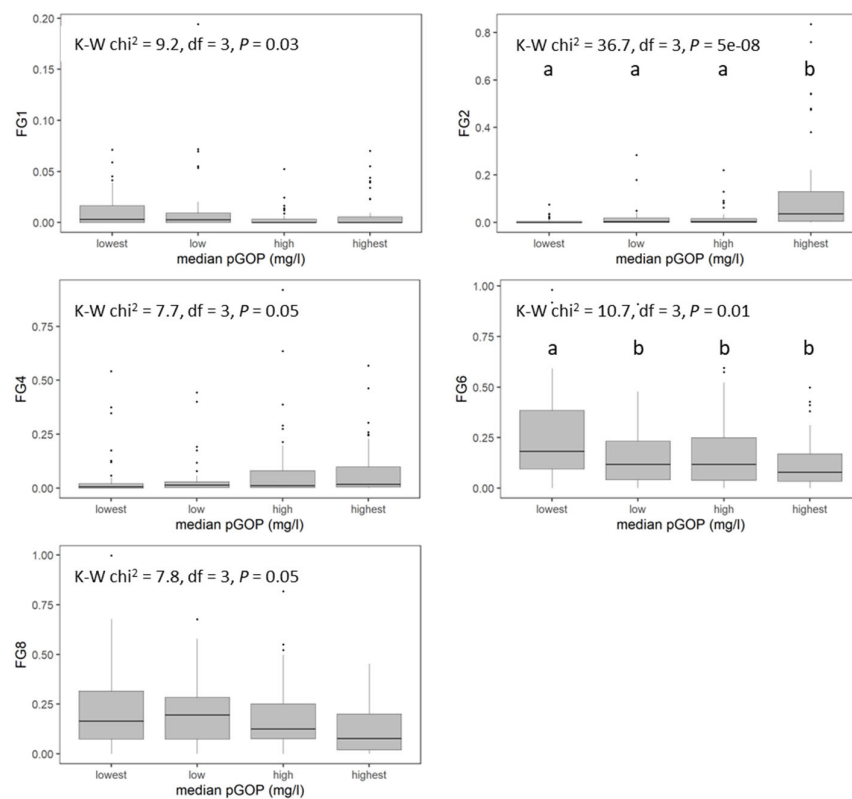 K-W chi² = 9.2, df = 3, P = 0.03
0.20
0.15
0.10
0.05
0.00
FG1
lowest low high highest
median pGOP (mg/l)
K-W chi² = 36.7, df = 3, P = 5e-08
a a a b
0.8
0.6
0.4
0.2
0.0
FG2
lowest low high highest
median pGOP (mg/l)
K-W chi² = 7.7, df = 3, P = 0.05
0.75
0.50
0.25
0.00
FG4
lowest low high highest
median pGOP (mg/l)
K-W chi² = 10.7, df = 3, P = 0.01
a b b b
1.00
0.75
0.50
0.25
0.00
FG6
lowest low high highest
median pGOP (mg/l)
K-W chi² = 7.8, df = 3, P = 0.05
1.00
0.75
0.50
0.25
0.00
FG8
lowest low high highest
median pGOP (mg/l)